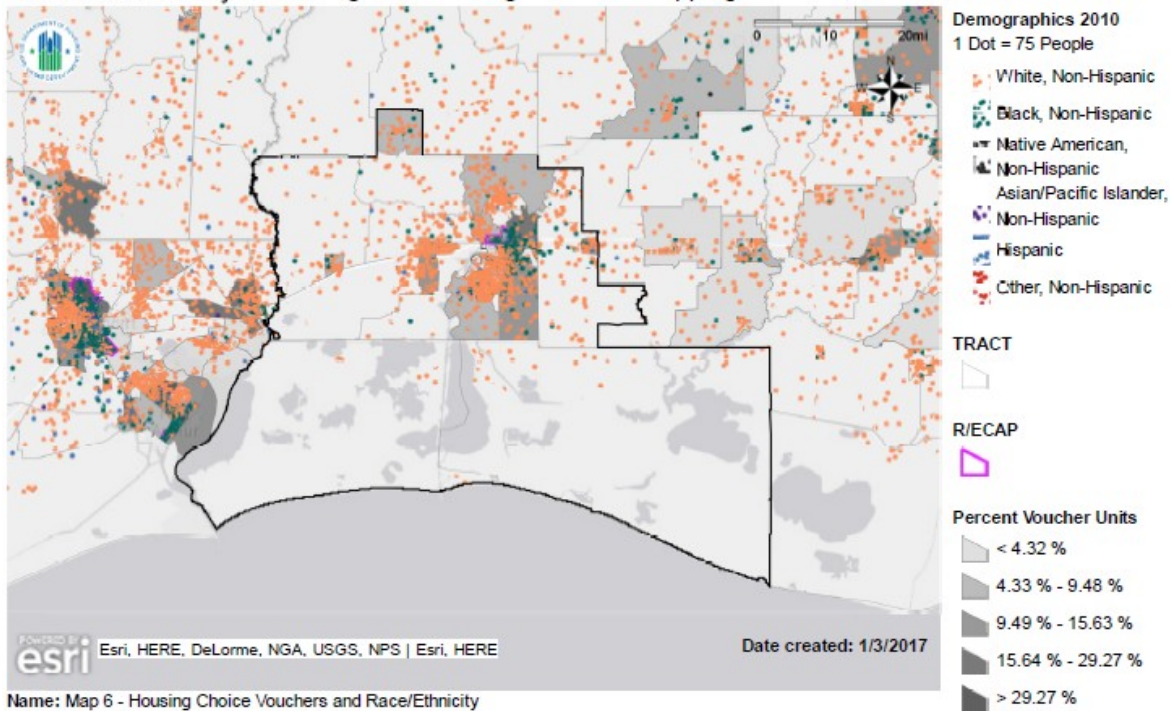 0 10 20mi
N
W E
S
Demographics 2010
1 Dot = 75 People
White, Non-Hispanic
Black, Non-Hispanic
Native American,
Non-Hispanic
Asian/Pacific Islander,
Non-Hispanic
Hispanic
Other, Non-Hispanic
TRACT
R/ECAP
Percent Voucher Units
< 4.32 %
4.33 % - 9.48 %
9.49 % - 15.63 %
15.64 % - 29.27 %
> 29.27 %
POWERED BY
esri
Esri, HERE, DeLorme, NGA, USGS, NPS | Esri, HERE
Date created: 1/3/2017
Name: Map 6 - Housing Choice Vouchers and Race/Ethnicity